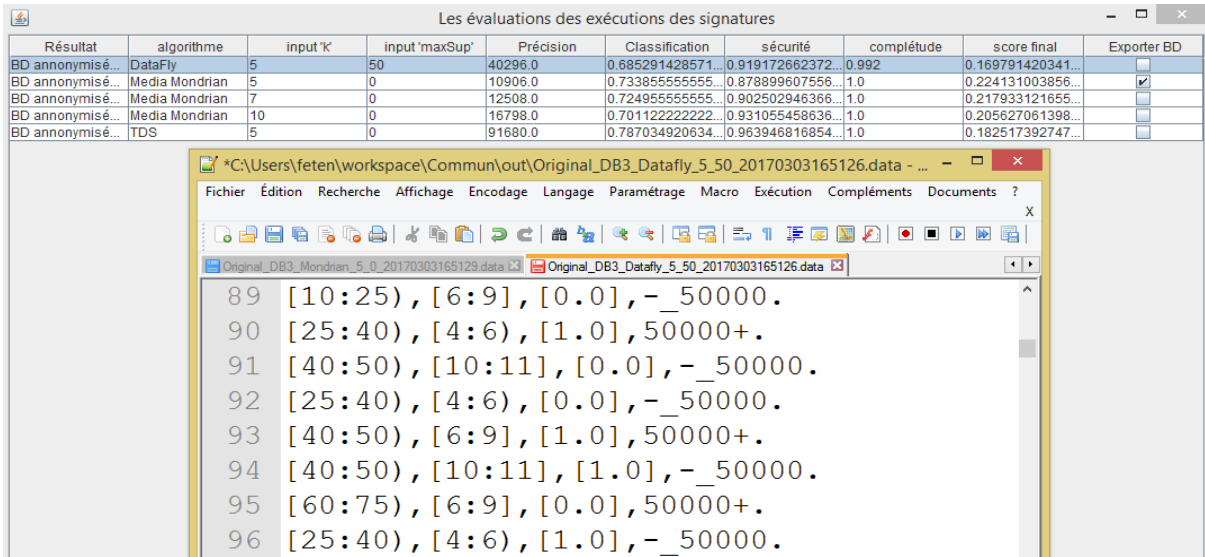 Les évaluations des exécutions des signatures
Résultat algorithme input 'k' input 'maxSup' Précision Classification sécurité complétude score final Exporter BD
BD annonymisé... DataFly 5 50 40296.0 0.685291428571... 0.919172662372... 0.992 0.169791420341...
BD annonymisé... Media Mondrian 5 0 10906.0 0.733855555555... 0.878899607556... 1.0 0.224131003856...
BD annonymisé... Media Mondrian 7 0 12508.0 0.724955555555... 0.902502946366... 1.0 0.217933121655...
BD annonymisé... Media Mondrian 10 0 16798.0 0.701122222222... 0.931055458636... 1.0 0.205627061398...
BD annonymisé... TDS 5 0 91680.0 0.787034920634... 0.963946816854... 1.0 0.182517392747...
*C:\Users\feten\workspace\Commun\out\Original_DB3_Datafly_5_50_20170303165126.data - ...
Fichier Édition Recherche Affichage Encodage Langage Paramétrage Macro Exécution Compléments Documents ?
X
Original_DB3_Mondrian_5_0_20170303165129.data Original_DB3_Datafly_5_50_20170303165126.data
89 [10:25),[6:9],[0.0],-_50000.
90 [25:40),[4:6),[1.0],50000+.
91 [40:50),[10:11],[0.0],-_50000.
92 [25:40),[4:6),[0.0],-_50000.
93 [40:50),[6:9],[1.0],50000+.
94 [40:50),[10:11],[1.0],-_50000.
95 [60:75),[6:9],[0.0],50000+.
96 [25:40),[4:6),[1.0],-_50000.